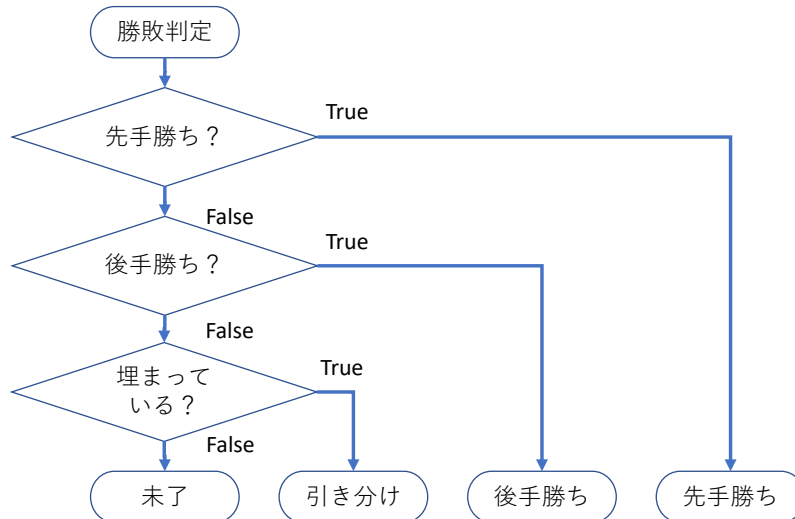 勝敗判定
True
先手勝ち？
False
True
後手勝ち？
False
True
埋まって
いる？
False
未了
引き分け
後手勝ち
先手勝ち